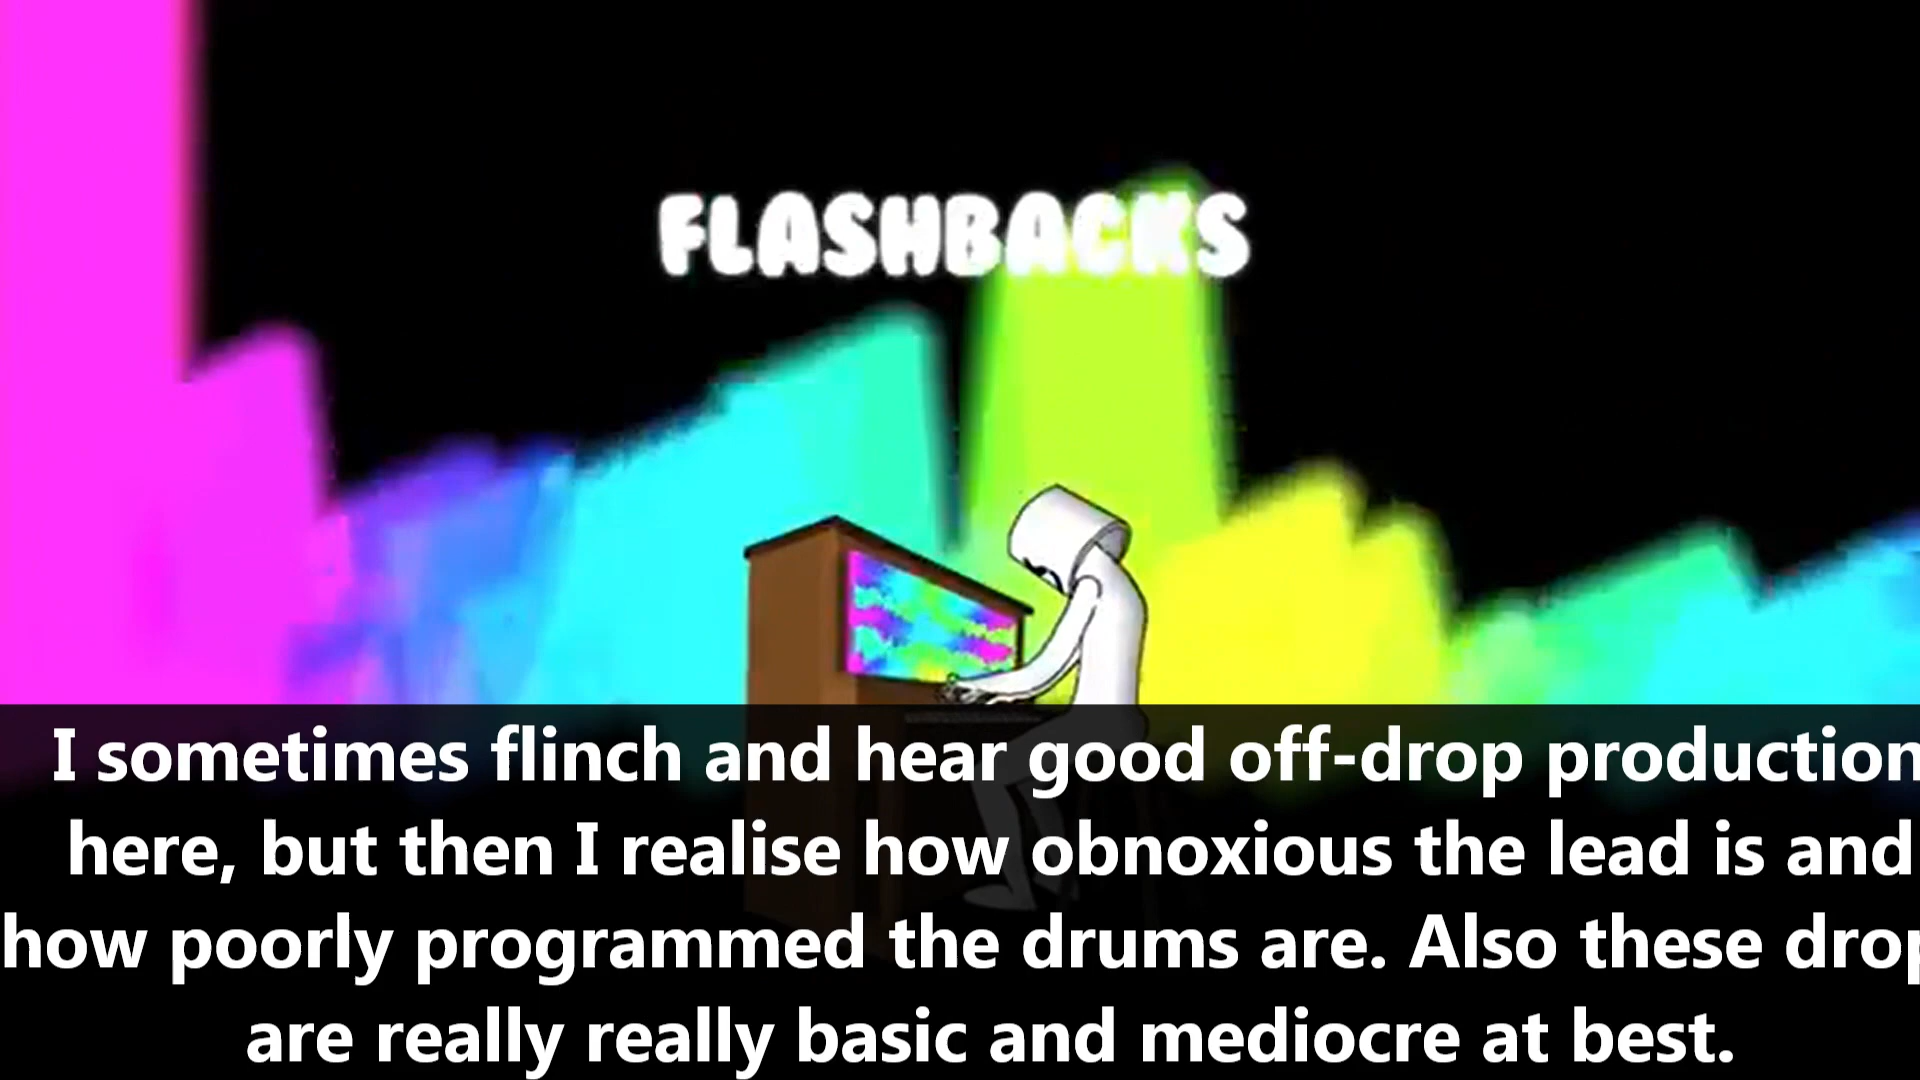 FLASHBACKS
I sometimes flinch and hear good off-drop production
here, but then I realise how obnoxious the lead is and
how poorly programmed the drums are. Also these drop
are really really basic and mediocre at best.